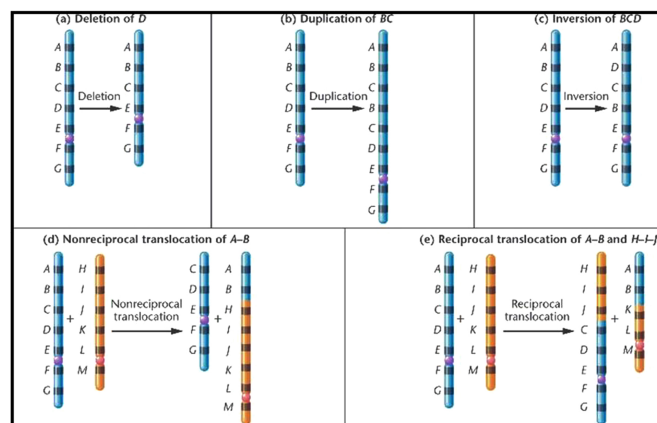 (a) Deletion of D
A
B
C
D
E
F
G
Deletion
A
B
C
E
F
G
(b) Duplication of BC
A
B
C
D
E
F
G
Duplication
A
B
C
B
C
D
E
F
G
(c) Inversion of BCD
A
B
C
D
E
F
G
Inversion
A
D
C
B
E
F
G
(d) Nonreciprocal translocation of A–B
A
B
C
D
E
F
G
+
H
I
J
K
L
M
Nonreciprocal
translocation
C
D
E
F
G
+
A
B
H
I
J
K
L
M
(e) Reciprocal translocation of A–B and H–I–J
A
B
C
D
E
F
G
+
H
I
J
K
L
M
Reciprocal
translocation
H
I
J
C
D
E
F
G
+
A
B
K
L
M